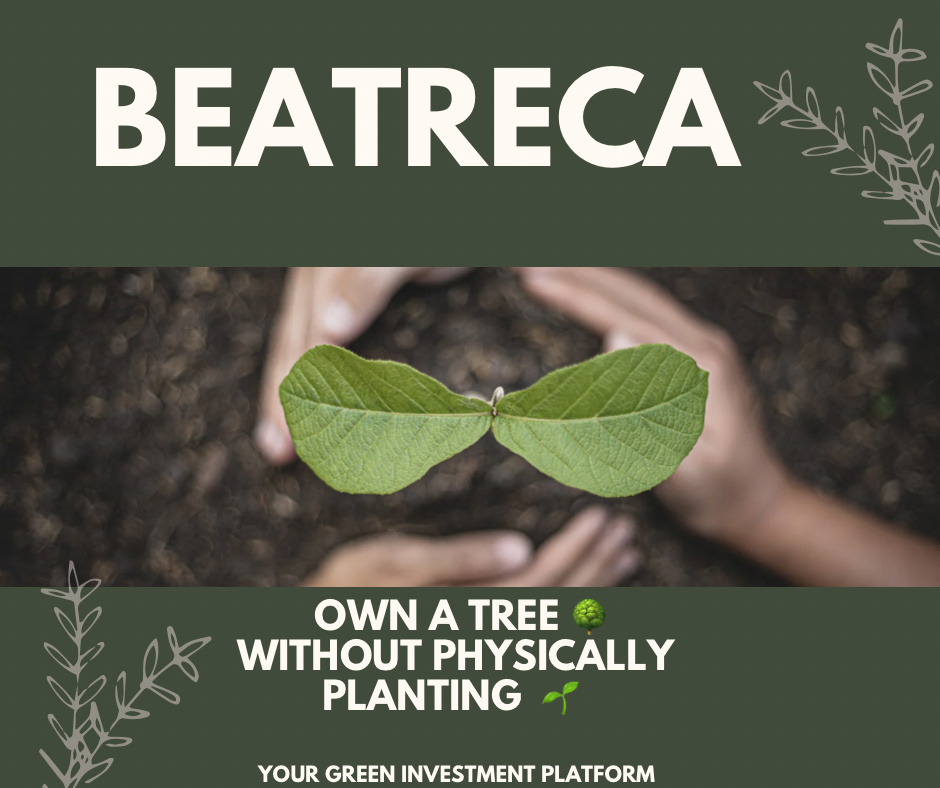 BEATRECA
OWN A TREE 🌳
WITHOUT PHYSICALLY
PLANTING 🌱
YOUR GREEN INVESTMENT PLATFORM